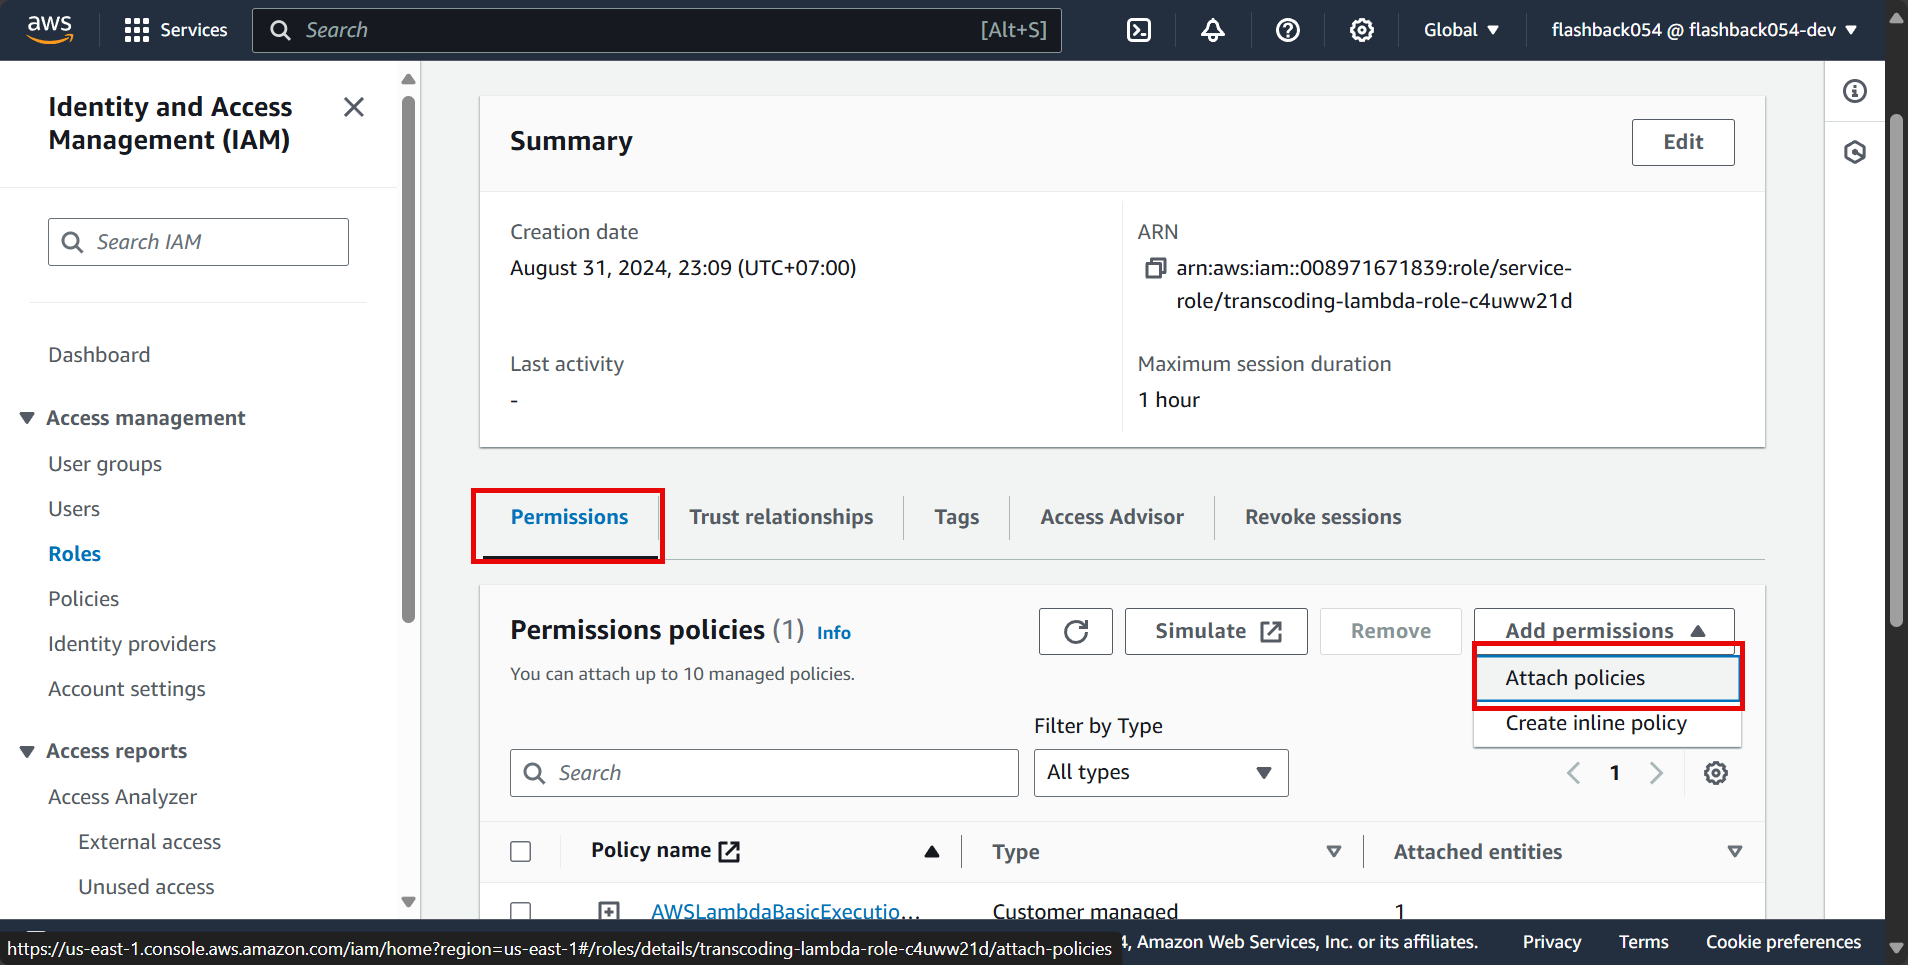 aws
Services
Search
[Alt+S]
Global
flashback054 @ flashback054-dev
Identity and Access
Management (IAM)
Search IAM
Dashboard
Access management
User groups
Users
Roles
Policies
Identity providers
Account settings
Access reports
Access Analyzer
External access
Unused access
Summary
Edit
Creation date
August 31, 2024, 23:09 (UTC+07:00)
ARN
arn:aws:iam::008971671839:role/service-
role/transcoding-lambda-role-c4uww21d
Last activity
-
Maximum session duration
1 hour
Permissions
Trust relationships
Tags
Access Advisor
Revoke sessions
Permissions policies (1) Info
You can attach up to 10 managed policies.
Simulate
Remove
Add permissions
Attach policies
Create inline policy
Filter by Type
Search
All types
1
Policy name
Type
Attached entities
AWSLambdaBasicExecutio...
Customer managed
1
https://us-east-1.console.aws.amazon.com/iam/home?region=us-east-1#/roles/details/transcoding-lambda-role-c4uww21d/attach-policies
4, Amazon Web Services, Inc. or its affiliates.
Privacy
Terms
Cookie preferences